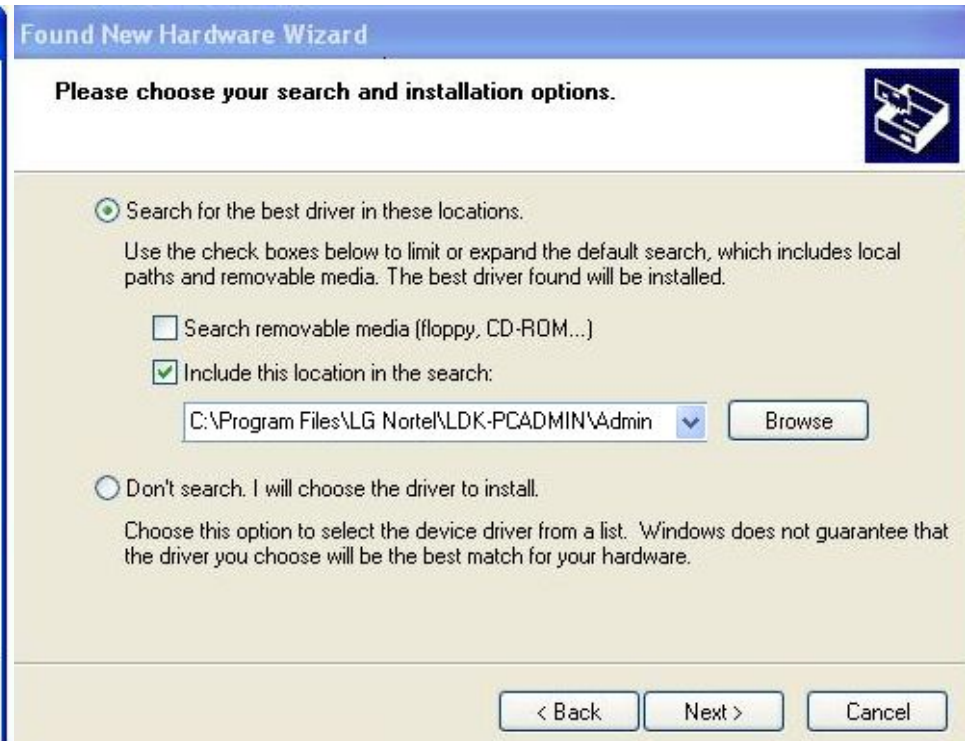 Found New Hardware Wizard
Please choose your search and installation options.
Search for the best driver in these locations.
Use the check boxes below to limit or expand the default search, which includes local
paths and removable media. The best driver found will be installed.
Search removable media (floppy, CD-ROM...)
Include this location in the search:
C:\Program Files\LG Nortel\LDK-PCADMIN\Admin
Browse
Don't search. I will choose the driver to install.
Choose this option to select the device driver from a list. Windows does not guarantee that
the driver you choose will be the best match for your hardware.
< Back
Next >
Cancel